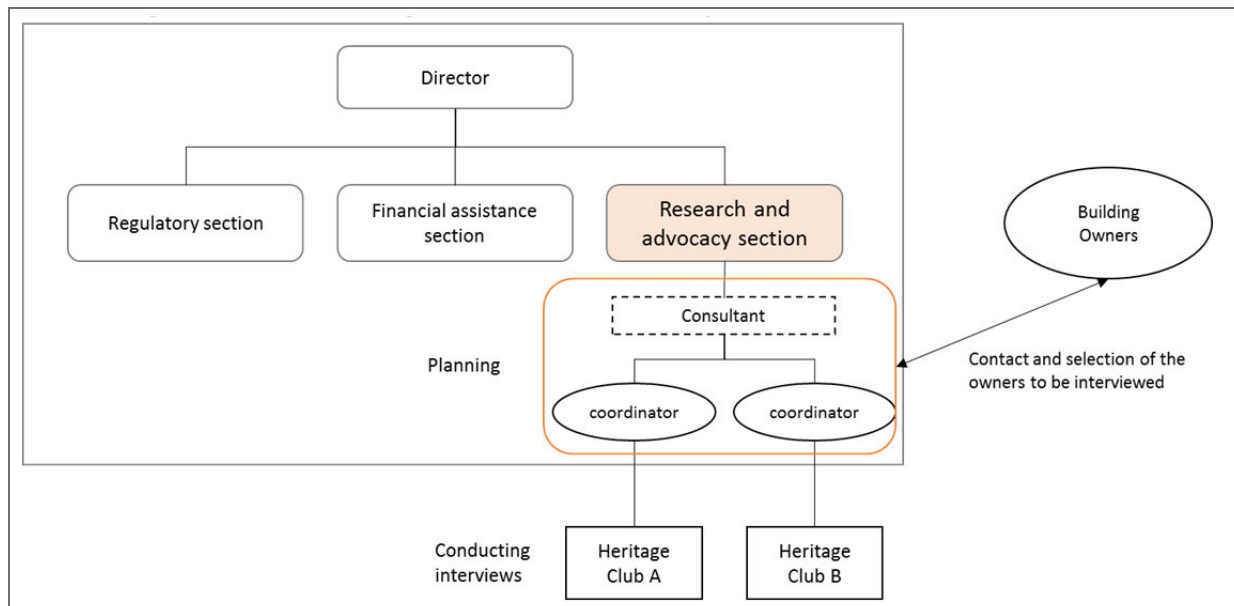 Director
Regulatory section
Financial assistance
section
Research and
advocacy section
Building
Owners
Consultant
Planning
Contact and selection of the
owners to be interviewed
coordinator
coordinator
Conducting
interviews
Heritage
Club A
Heritage
Club B